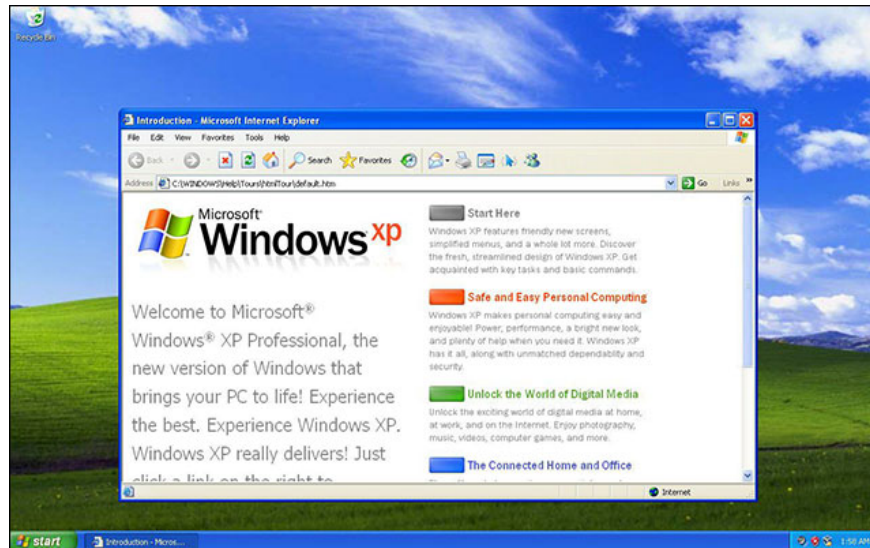 Recycle Bin
Introduction - Microsoft Internet Explorer
File Edit View Favorites Tools Help
Back Search Favorites
Address C:\WINDOWS\Help\Tours\htmlTour\default.htm Go Links »
Microsoft®
Windows xp
Welcome to Microsoft®
Windows® XP Professional, the
new version of Windows that
brings your PC to life! Experience
the best. Experience Windows XP.
Windows XP really delivers! Just
click a link on the right to
Start Here
Windows XP features friendly new screens,
simplified menus, and a whole lot more. Discover
the fresh, streamlined design of Windows XP. Get
acquainted with key tasks and basic commands.
Safe and Easy Personal Computing
Windows XP makes personal computing easy and
enjoyable! Power, performance, a bright new look,
and plenty of help when you need it. Windows XP
has it all, along with unmatched dependability and
security.
Unlock the World of Digital Media
Unlock the exciting world of digital media at home,
at work, and on the Internet. Enjoy photography,
music, videos, computer games, and more.
The Connected Home and Office
Internet
start Introduction - Micros... 1:58 AM